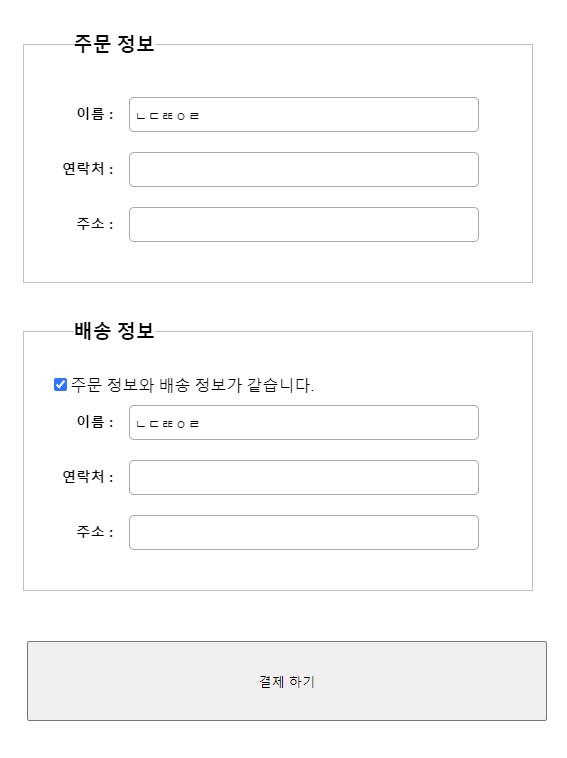 주문 정보
이름 : ㄴㄷㄸㅇㄹ
연락처 :
주소 :
배송 정보
주문 정보와 배송 정보가 같습니다.
이름 : ㄴㄷㄸㅇㄹ
연락처 :
주소 :
결제 하기